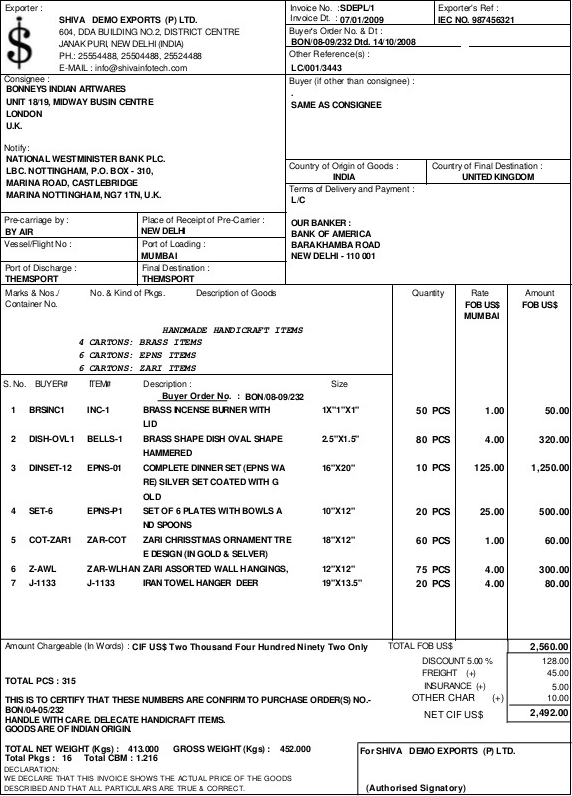 Exporter :
SHIVA DEMO EXPORTS (P) LTD.
604, DDA BUILDING NO.2, DISTRICT CENTRE
JANAK PURI, NEW DELHI (INDIA)
PH.: 25554488, 25504488, 25524488
E-MAIL : info@shivainfotech.com
Invoice No. :SDEPL/1
Invoice Dt. : 07/01/2009
Exporter's Ref :
IEC NO. 987456321
Buyer's Order No. & Dt. :
BON/08-09/232 Dtd. 14/10/2008
Other Reference(s) :
LC/001/3443
Consignee :
BONNEYS INDIAN ARTWARES
UNIT 18/19, MIDWAY BUSIN CENTRE
LONDON
U.K.
Buyer (if other than consignee) :
.
SAME AS CONSIGNEE
Notify:
NATIONAL WESTMINISTER BANK PLC.
LBC. NOTTINGHAM, P.O. BOX - 310,
MARINA ROAD, CASTLEBRIDGE
MARINA NOTTINGHAM, NG7 1TN, U.K.
Country of Origin of Goods :
INDIA
Country of Final Destination :
UNITED KINGDOM
Terms of Delivery and Payment :
L/C
OUR BANKER :
BANK OF AMERICA
BARAKHAMBA ROAD
NEW DELHI - 110 001
Pre-carriage by :
BY AIR
Place of Receipt of Pre-Carrier :
NEW DELHI
Vessel/Flight No :
Port of Loading :
MUMBAI
Port of Discharge :
THEMSPORT
Final Destination :
THEMSPORT
Marks & Nos./ No. & Kind of Pkgs. Description of Goods Quantity Rate Amount
Container No. FOB US$ FOB US$
MUMBAI
HANDMADE HANDICRAFT ITEMS
4 CARTONS: BRASS ITEMS
6 CARTONS: EPNS ITEMS
6 CARTONS: ZARI ITEMS
S. No. BUYER# ITEM# Description : Size
Buyer Order No. : BON/08-09/232
1 BRSINC1 INC-1 BRASS INCENSE BURNER WITH 1X"1X"1" 50 PCS 1.00 50.00
LID
2 DISH-OVL1 BELLS-1 BRASS SHAPE DISH OVAL SHAPE 2.5"X1.5" 80 PCS 4.00 320.00
HAMMERED
3 DINSET-12 EPNS-01 COMPLETE DINNER SET (EPNS WA 16"X20" 10 PCS 125.00 1,250.00
RE) SILVER SET COATED WITH G
OLD
4 SET-6 EPNS-P1 SET OF 6 PLATES WITH BOWLS A 10"X12" 20 PCS 25.00 500.00
ND SPOONS
5 COT-ZAR1 ZAR-COT ZARI CHRISSTMAS ORNAMENT TRE 18"X12" 60 PCS 1.00 60.00
E DESIGN (IN GOLD & SELVER)
6 Z-AWL ZAR-WLHAN ZARI ASSORTED WALL HANGINGS, 12"X12" 75 PCS 4.00 300.00
7 J-1133 J-1133 IRAN TOWEL HANGER DEER 19"X13.5" 20 PCS 4.00 80.00
Amount Chargeable (In Words) : CIF US$ Two Thousand Four Hundred Ninety Two Only
TOTAL FOB US$ 2,560.00
DISCOUNT 5.00 % 128.00
FREIGHT (+) 45.00
INSURANCE (+) 5.00
OTHER CHAR (+) 10.00
NET CIF US$ 2,492.00
TOTAL PCS : 315
THIS IS TO CERTIFY THAT THESE NUMBERS ARE CONFIRM TO PURCHASE ORDER(S) NO.-
BON/04-05/232
HANDLE WITH CARE. DELECATE HANDICRAFT ITEMS.
GOODS ARE OF INDIAN ORIGIN.
TOTAL NET WEIGHT (Kgs) : 413.000 GROSS WEIGHT (Kgs) : 452.000
Total Pkgs : 16 Total CBM : 1.216
DECLARATION:
WE DECLARE THAT THIS INVOICE SHOWS THE ACTUAL PRICE OF THE GOODS
DESCRIBED AND THAT ALL PARTICULARS ARE TRUE & CORRECT.
For SHIVA DEMO EXPORTS (P) LTD.
(Authorised Signatory)